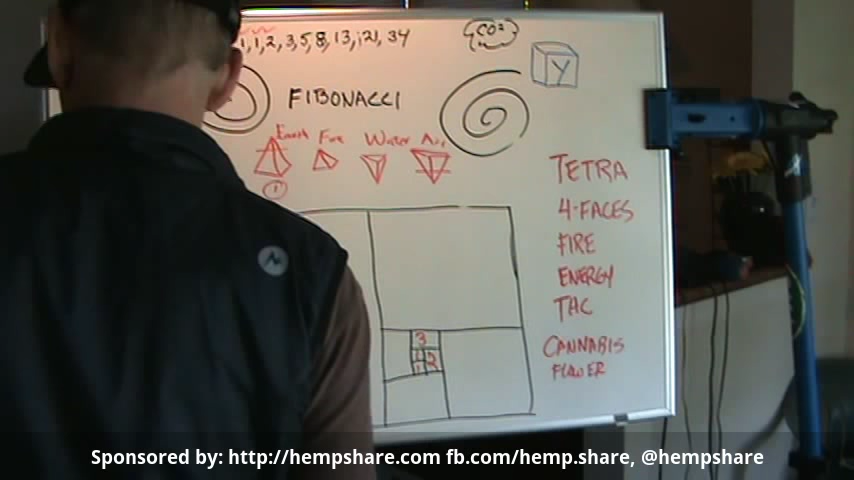 1, 1, 2, 3, 5, 8, 13, 21, 34
CO²
Y
FIBONACCI
Earth Fire Water Air
1
TETRA
4-FACES
FIRE
ENERGY
THC
CANNABIS
FLOWER
3
1 2
1
Sponsored by: http://hempshare.com fb.com/hemp.share, @hempshare